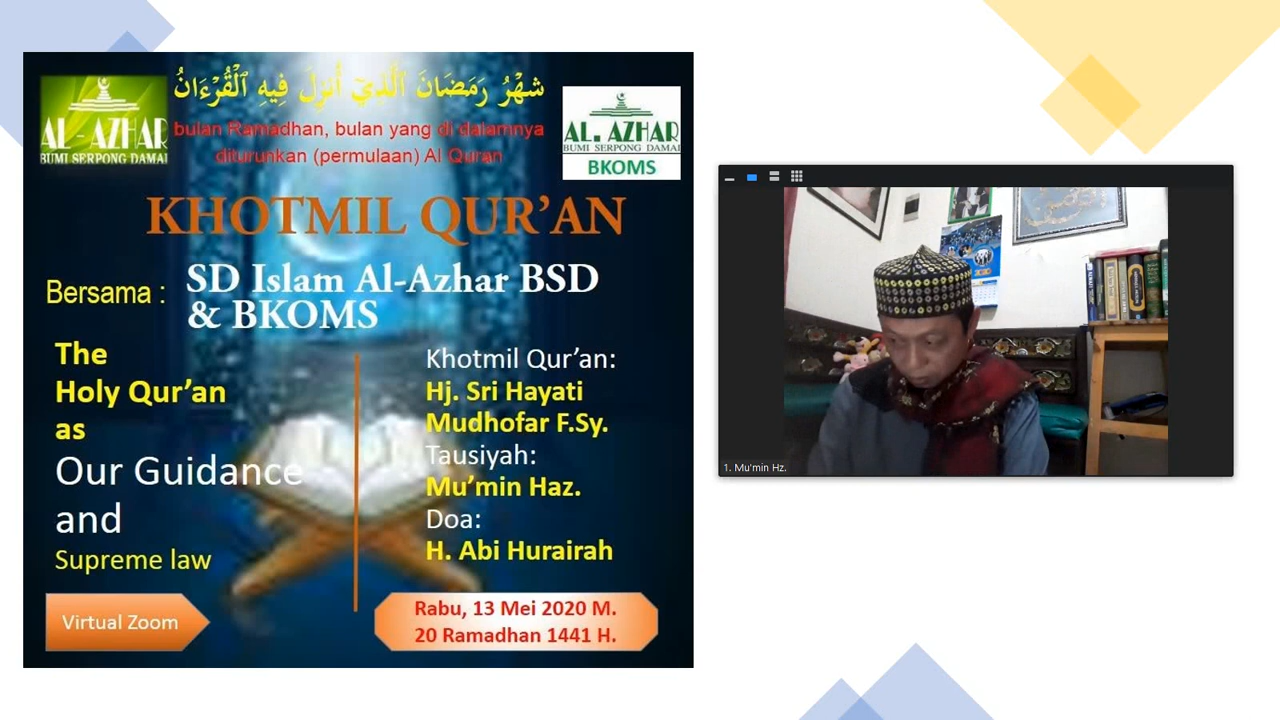 شَهْرُ رَمَضَانَ ٱلَّذِيٓ أُنزِلَ فِيهِ ٱلْقُرْءَانُ
AL-AZHAR
BUMI SERPONG DAMAI
bulan Ramadhan, bulan yang di dalamnya
diturunkan (permulaan) Al Quran
AL. AZHAR
BUMI SERPONG DAMAI
BKOMS
KHOTMIL QUR’AN
Bersama :
SD Islam Al-Azhar BSD
& BKOMS
The
Holy Qur’an
as
Our Guidance
and
Supreme law
Khotmil Qur’an:
Hj. Sri Hayati
Mudhofar F.Sy.
Tausiyah:
Mu’min Haz.
Doa:
H. Abi Hurairah
Virtual Zoom
Rabu, 13 Mei 2020 M.
20 Ramadhan 1441 H.
1. Mu'min Hz.